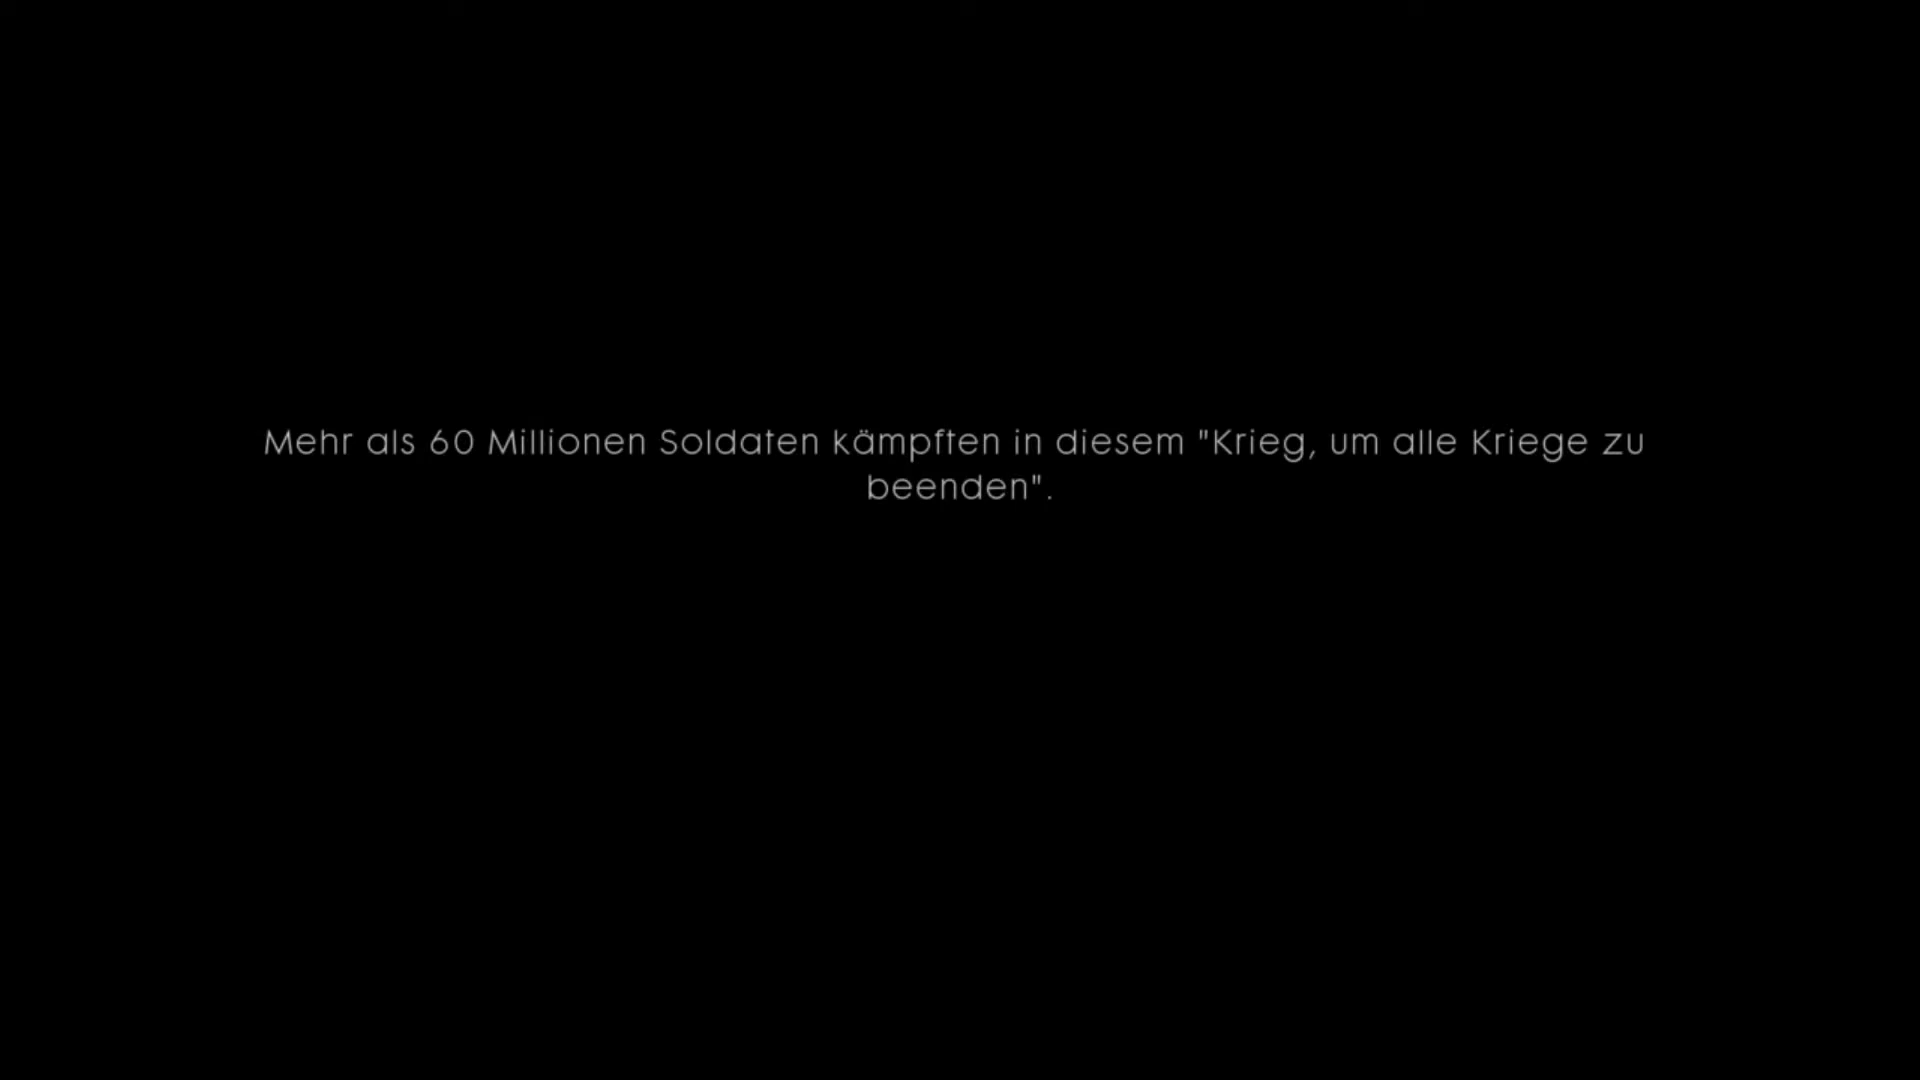 Mehr als 60 Millionen Soldaten kämpften in diesem "Krieg, um alle Kriege zu
beenden".